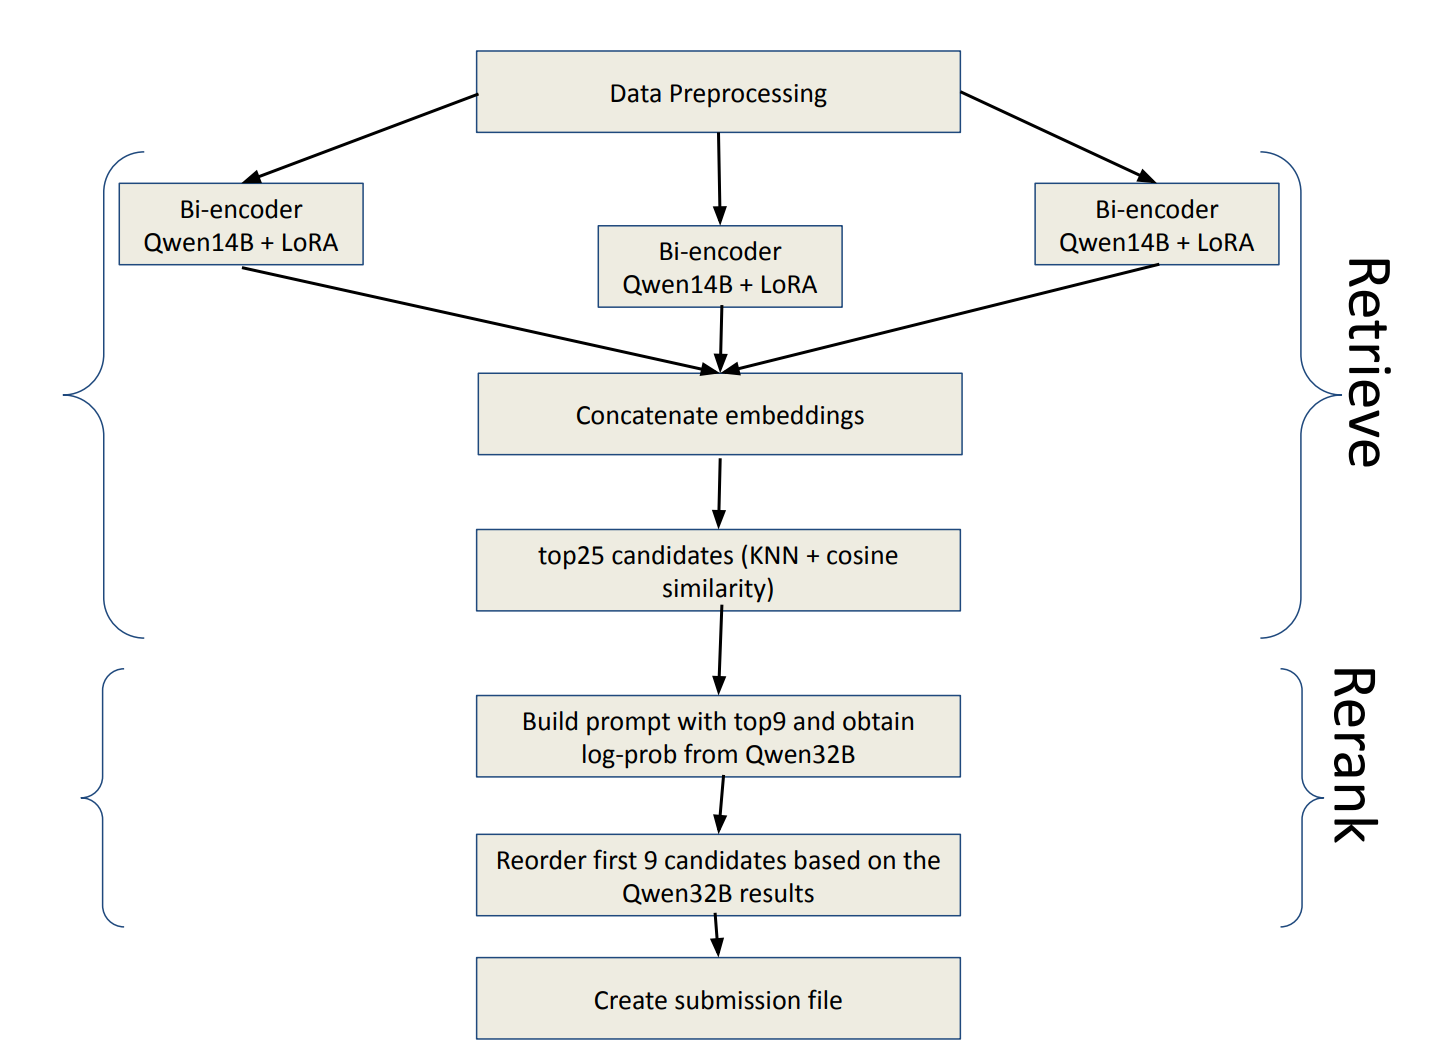 Data Preprocessing
Bi-encoder
Qwen14B + LoRA
Bi-encoder
Qwen14B + LoRA
Bi-encoder
Qwen14B + LoRA
Concatenate embeddings
top25 candidates (KNN + cosine
similarity)
Retrieve
Build prompt with top9 and obtain
log-prob from Qwen32B
Reorder first 9 candidates based on the
Qwen32B results
Rerank
Create submission file